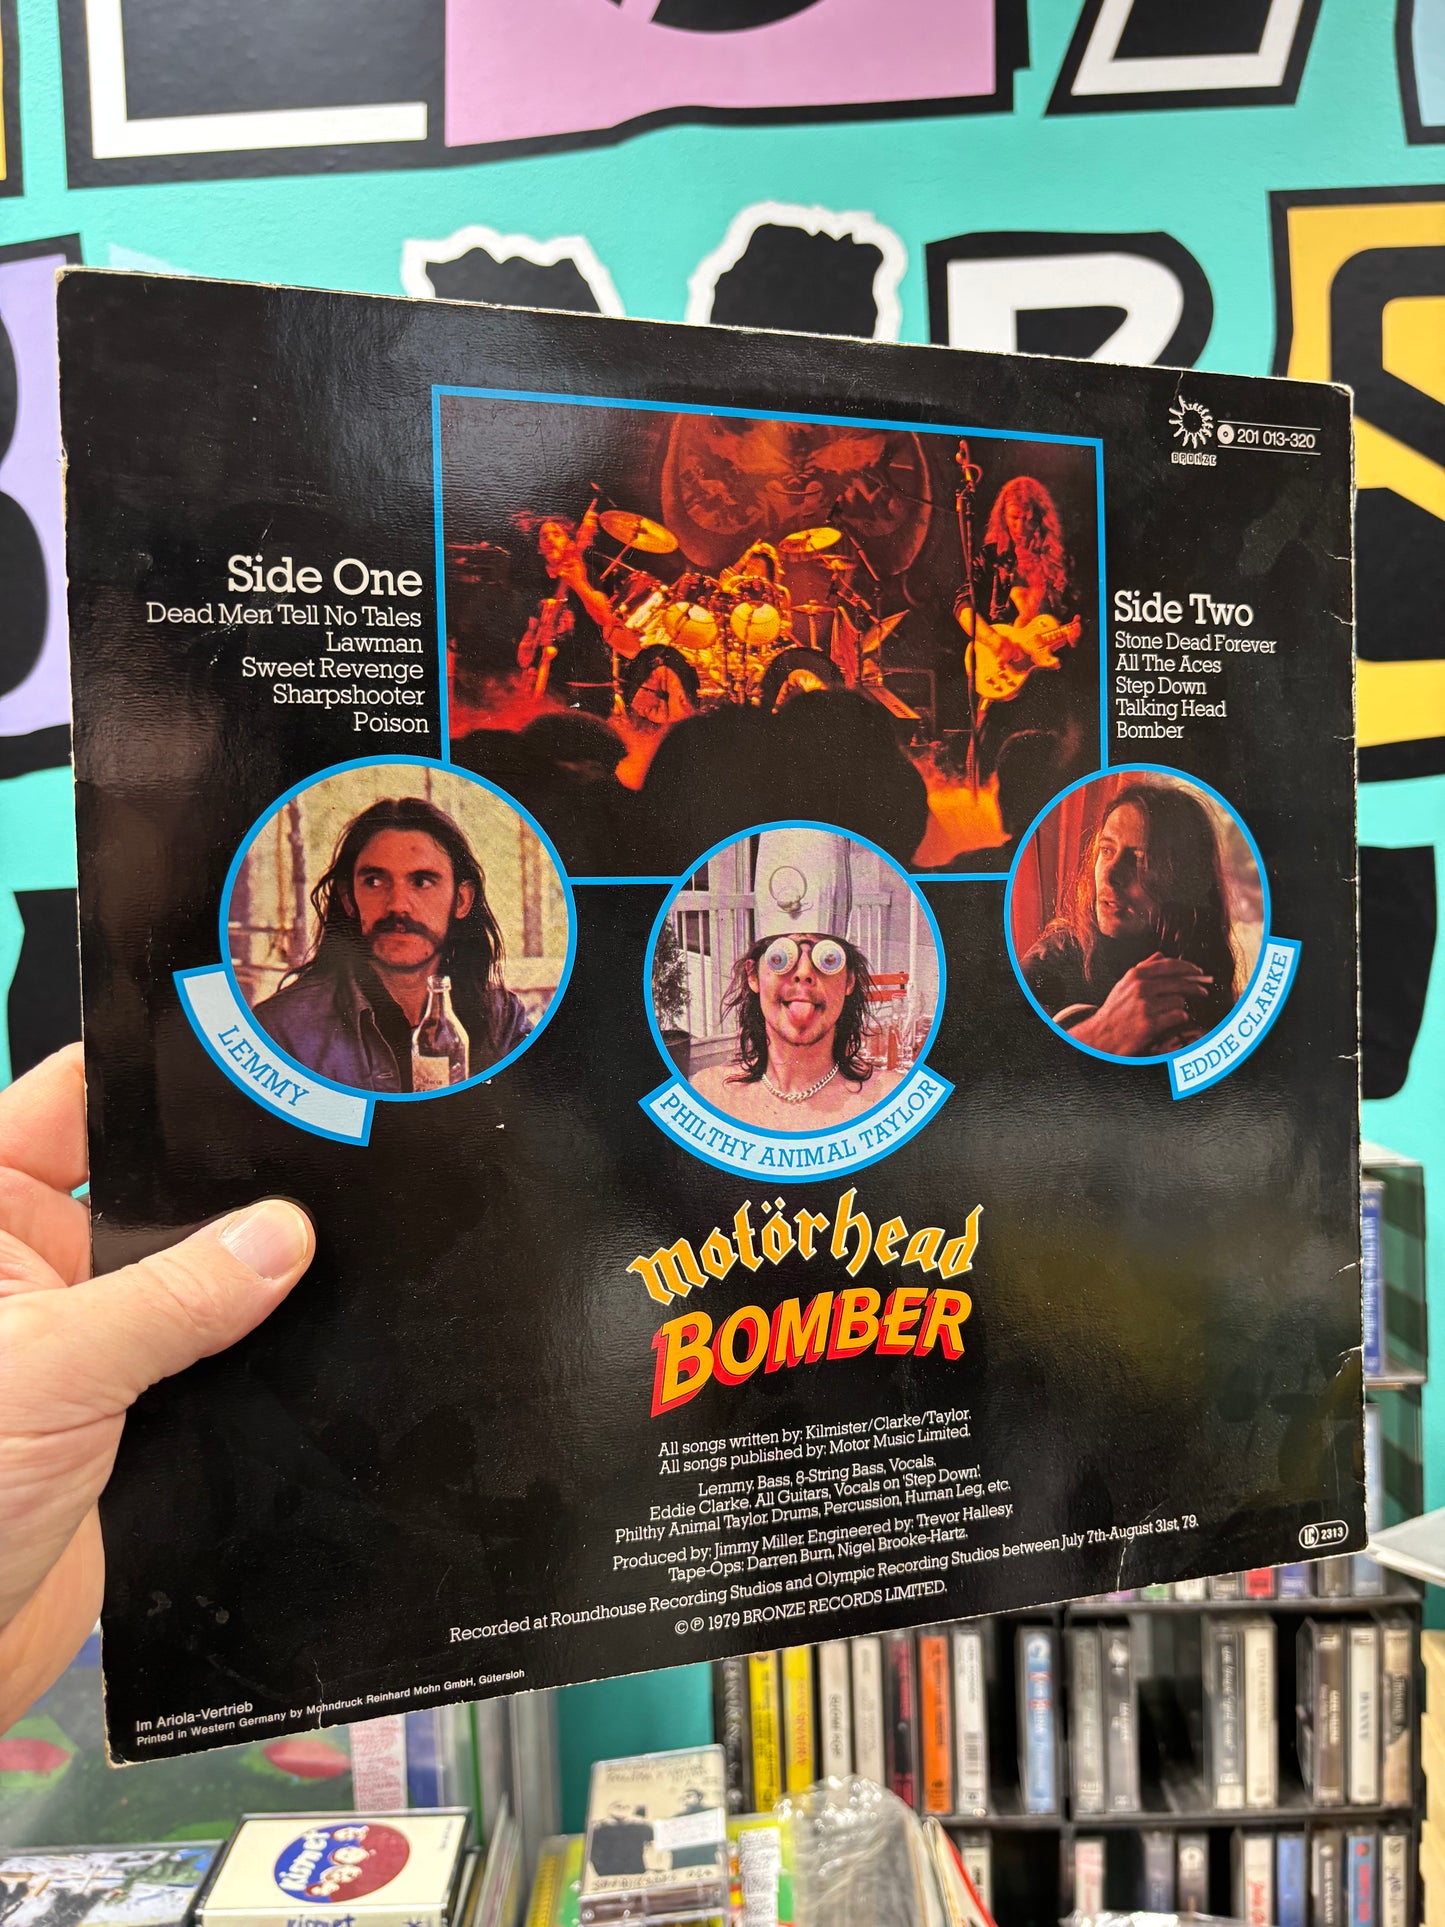 BRONZE
201 013-320
Side One
Dead Men Tell No Tales
Lawman
Sweet Revenge
Sharpshooter
Poison
Side Two
Stone Dead Forever
All The Aces
Step Down
Talking Head
Bomber
LEMMY
PHILTHY ANIMAL TAYLOR
EDDIE CLARKE
motörhead
BOMBER
All songs written by: Kilmister/Clarke/Taylor.
All songs published by: Motor Music Limited.
Lemmy. Bass, 8-String Bass, Vocals.
Eddie Clarke. All Guitars, Vocals on 'Step Down'.
Philthy Animal Taylor. Drums, Percussion, Human Leg, etc.
Produced by: Jimmy Miller. Engineered by: Trevor Hallesy.
Tape-Ops: Darren Burn, Nigel Brooke-Hartz.
Recorded at Roundhouse Recording Studios and Olympic Recording Studios between July 7th-August 31st, 79.
© ℗ 1979 BRONZE RECORDS LIMITED.
LC 2313
Im Ariola-Vertrieb
Printed in Western Germany by Mohndruck Reinhard Mohn GmbH, Gütersloh
kismet
kismet